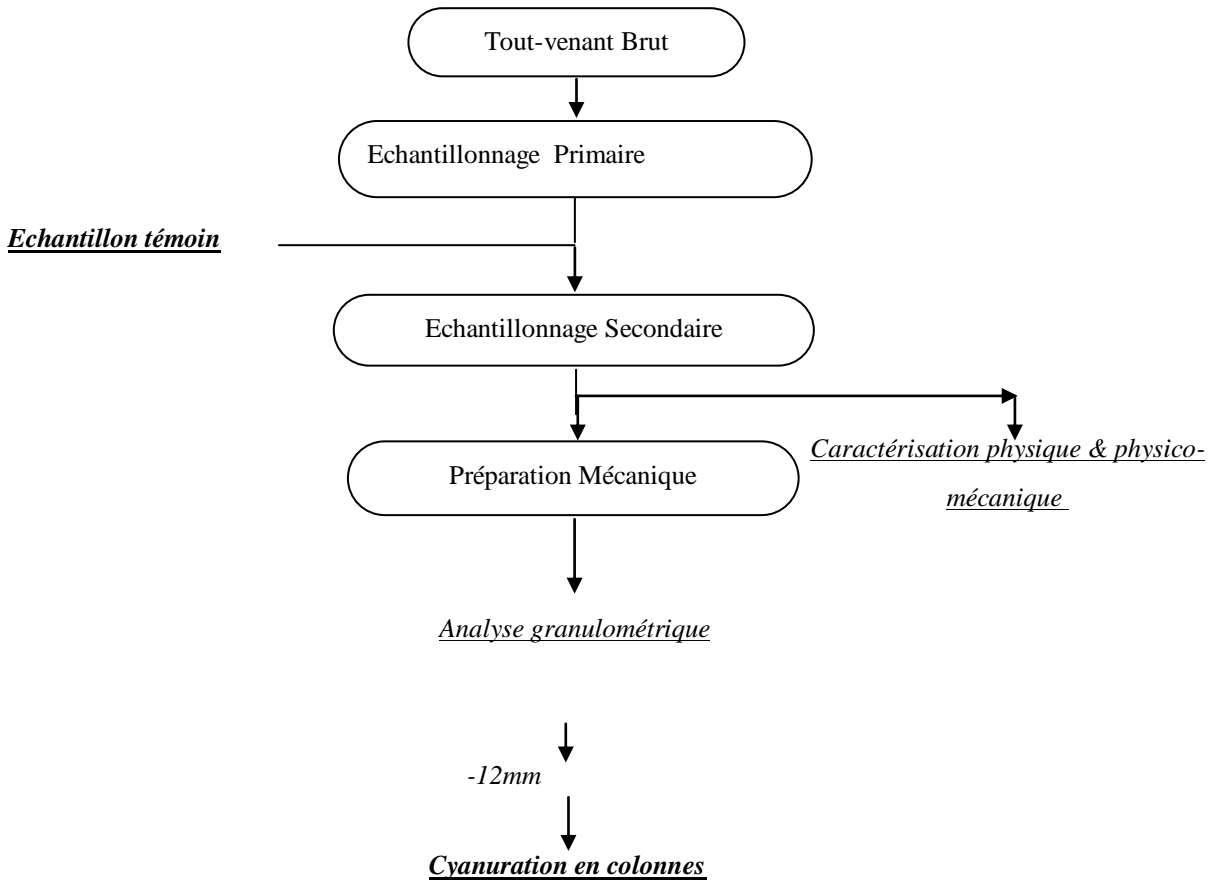 Tout-venant Brut
Echantillonnage Primaire
Echantillon témoin
Echantillonnage Secondaire
Préparation Mécanique
Caractérisation physique & physico-
mécanique
Analyse granulométrique
-12mm
Cyanuration en colonnes